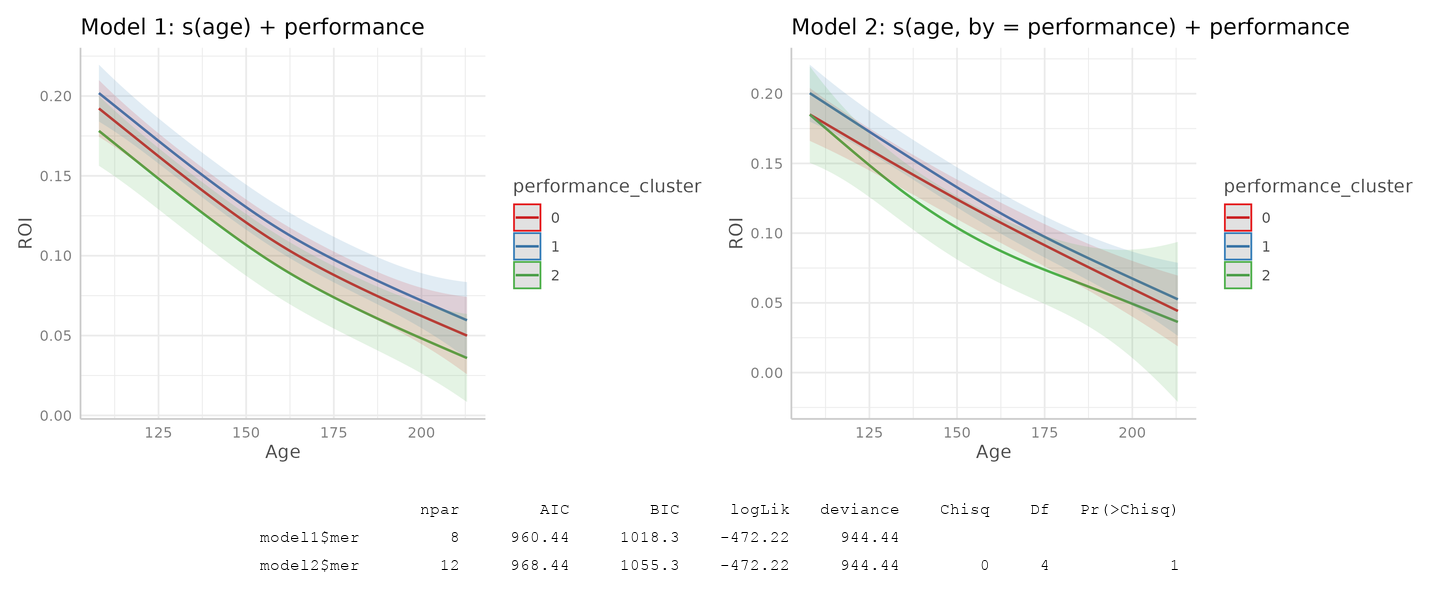 Model 1: s(age) + performance
0.20
0.15
0.10
0.05
0.00
ROI
125 150 175 200
Age
performance_cluster
0
1
2
Model 2: s(age, by = performance) + performance
0.20
0.15
0.10
0.05
0.00
ROI
125 150 175 200
Age
performance_cluster
0
1
2
npar AIC BIC logLik deviance Chisq Df Pr(>Chisq)
model1$mer 8 960.44 1018.3 -472.22 944.44
model2$mer 12 968.44 1055.3 -472.22 944.44 0 4 1